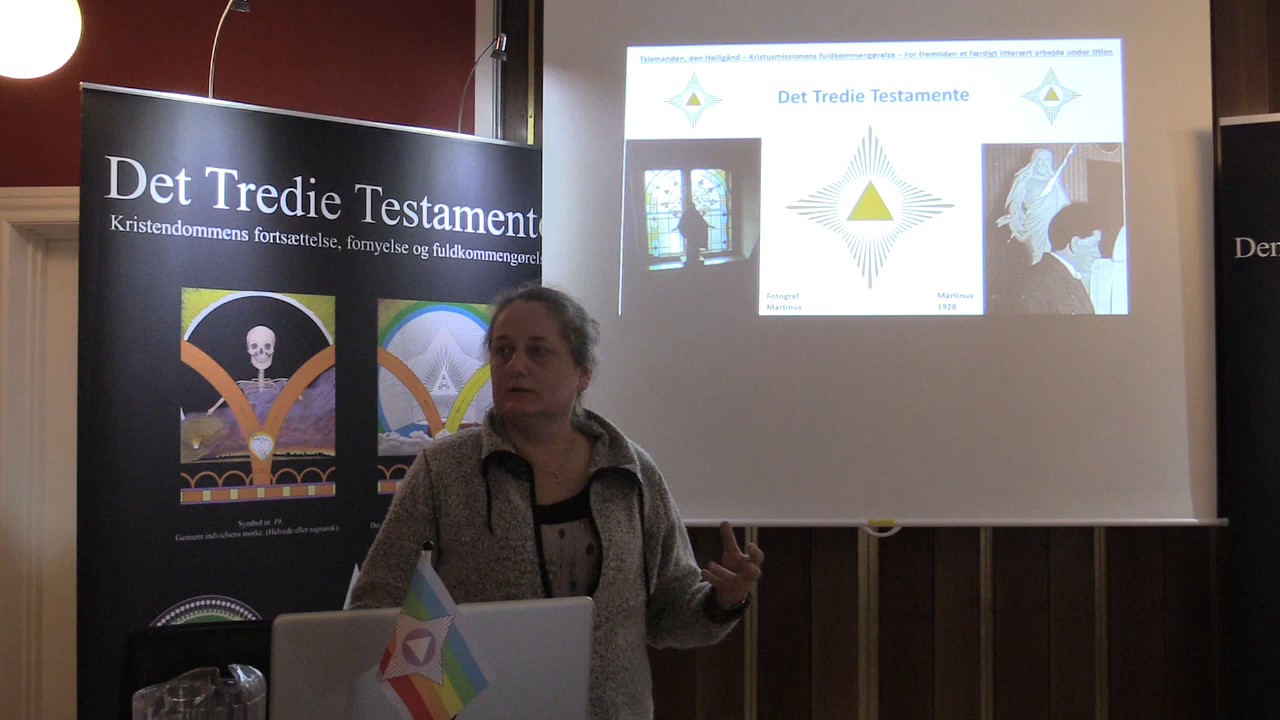 Det Tredie Testamente
Kristendommens fortsættelse, fornyelse og fuldkommengørelse
Symbol nr. 19.
Gennem indvielsens mørke. (Helvede eller ragnarok).
Talsmanden, den Helligånd – Kristusmissionens fuldkommengørelse – For fremtiden et færdigt litterært arbejde under titlen
Det Tredie Testamente
Fotograf
Martinus
Martinus
1928
Den